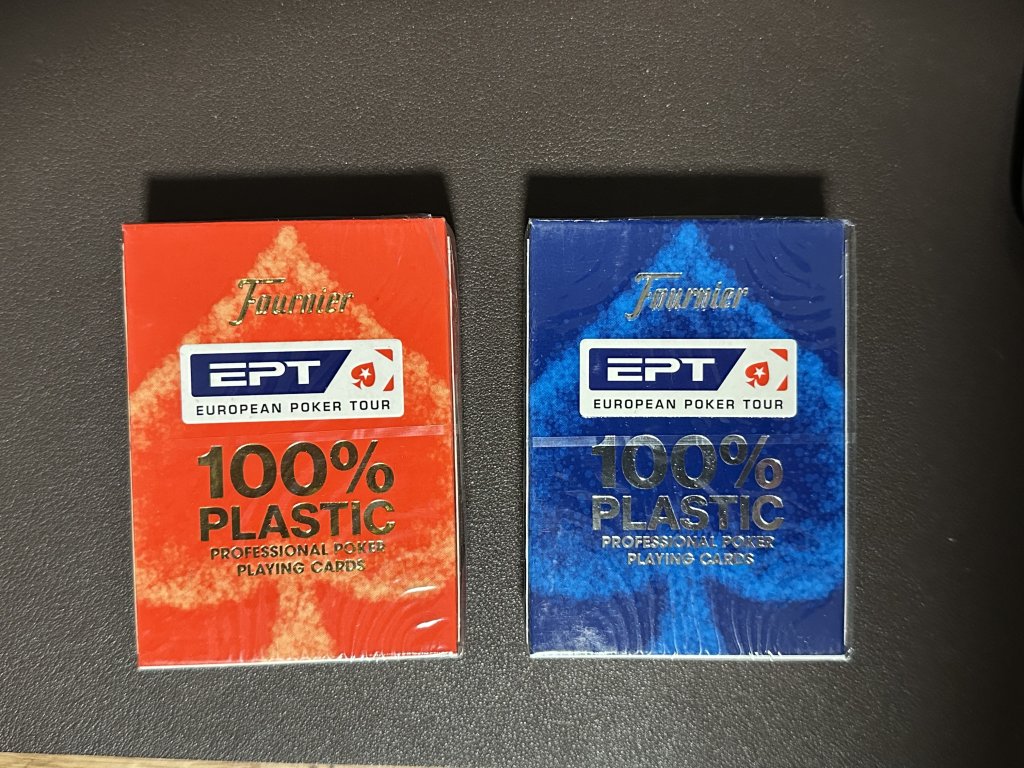 Fournier
EPT
EUROPEAN POKER TOUR
100%
PLASTIC
PROFESSIONAL POKER
PLAYING CARDS
Fournier
EPT
EUROPEAN POKER TOUR
100%
PLASTIC
PROFESSIONAL POKER
PLAYING CARDS